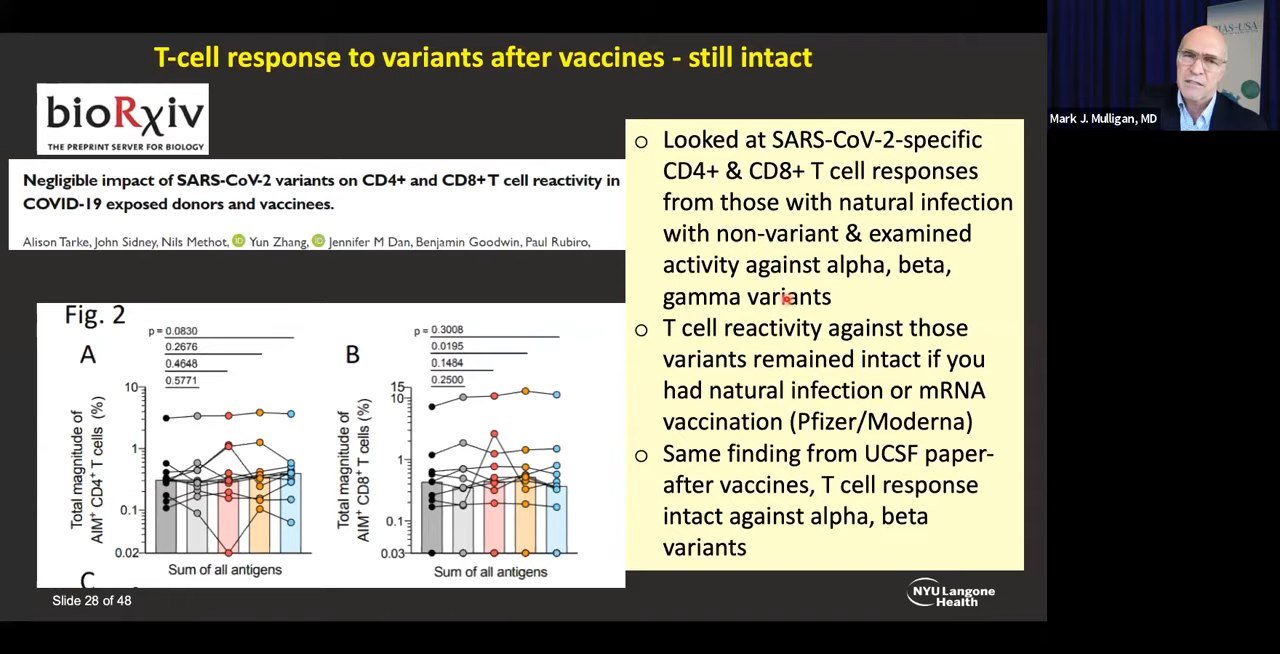 T-cell response to variants after vaccines - still intact
bioRxiv
THE PREPRINT SERVER FOR BIOLOGY
Negligible impact of SARS-CoV-2 variants on CD4+ and CD8+T cell reactivity in
COVID-19 exposed donors and vaccinees.
Alison Tarke, John Sidney, Nils Methot, iD Yun Zhang, iD Jennifer M Dan, Benjamin Goodwin, Paul Rubiro,
Fig. 2
A
p = 0.0830
0.2676
0.4648
0.5771
Total magnitude of
AIM+ CD4+ T cells (%)
10
1
0.1
0.02
Sum of all antigens
B
p = 0.3008
0.0195
0.1484
0.2500
Total magnitude of
AIM+ CD8+ T cells (%)
15
10
1
0.1
0.03
Sum of all antigens
C
o Looked at SARS-CoV-2-specific
CD4+ & CD8+ T cell responses
from those with natural infection
with non-variant & examined
activity against alpha, beta,
gamma variants
o T cell reactivity against those
variants remained intact if you
had natural infection or mRNA
vaccination (Pfizer/Moderna)
o Same finding from UCSF paper-
after vaccines, T cell response
intact against alpha, beta
variants
Slide 28 of 48
NYU Langone
Health
IAS-USA
Mark J. Mulligan, MD